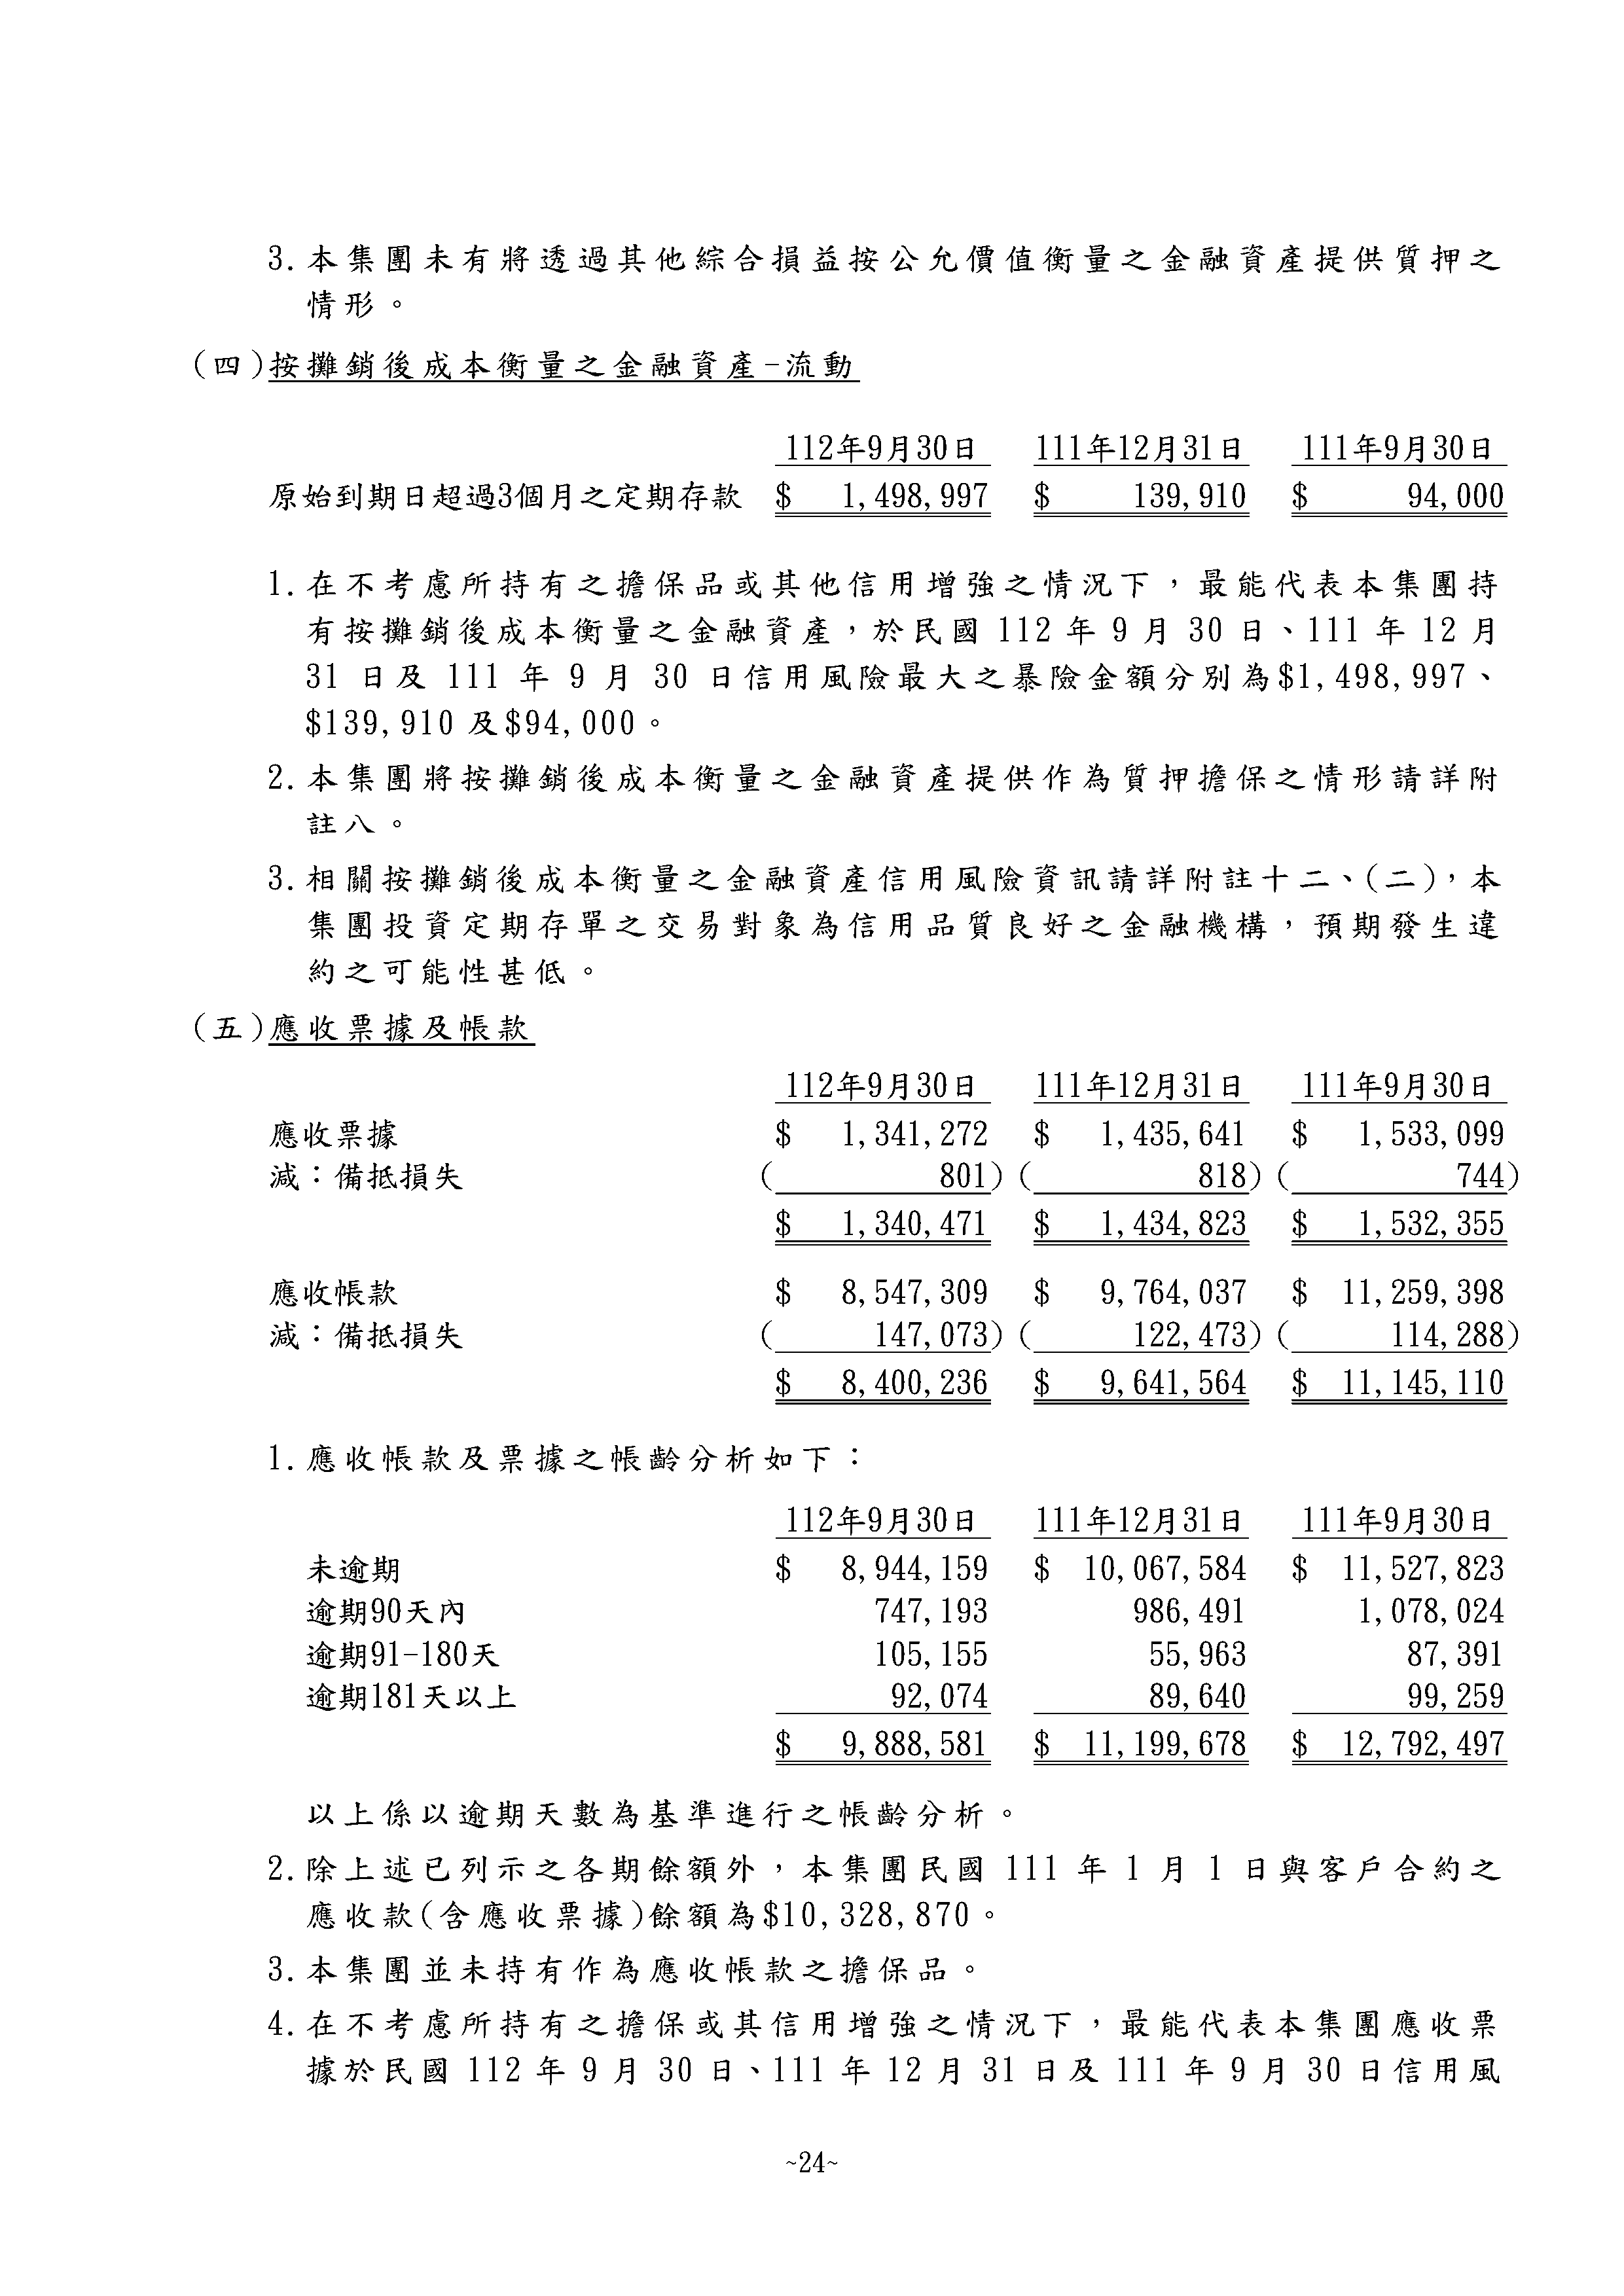 3.本集團未有將透過其他綜合損益按公允價值衡量之金融資產提供質押之
情形。
(四)按攤銷後成本衡量之金融資產-流動
112年9月30日 111年12月31日 111年9月30日
原始到期日超過3個月之定期存款 $ 1,498,997 $ 139,910 $ 94,000
1.在不考慮所持有之擔保品或其他信用增強之情況下，最能代表本集團持
有按攤銷後成本衡量之金融資產，於民國 112 年 9 月 30 日、111 年 12 月
31 日及 111 年 9 月 30 日信用風險最大之暴險金額分別為$1,498,997、
$139,910 及$94,000。
2.本集團將按攤銷後成本衡量之金融資產提供作為質押擔保之情形請詳附
註八。
3.相關按攤銷後成本衡量之金融資產信用風險資訊請詳附註十二、(二)，本
集團投資定期存單之交易對象為信用品質良好之金融機構，預期發生違
約之可能性甚低。
(五)應收票據及帳款
112年9月30日 111年12月31日 111年9月30日
應收票據 $ 1,341,272 $ 1,435,641 $ 1,533,099
減：備抵損失 ( 801) ( 818) ( 744)
$ 1,340,471 $ 1,434,823 $ 1,532,355
應收帳款 $ 8,547,309 $ 9,764,037 $ 11,259,398
減：備抵損失 ( 147,073) ( 122,473) ( 114,288)
$ 8,400,236 $ 9,641,564 $ 11,145,110
1.應收帳款及票據之帳齡分析如下：
112年9月30日 111年12月31日 111年9月30日
未逾期 $ 8,944,159 $ 10,067,584 $ 11,527,823
逾期90天內 747,193 986,491 1,078,024
逾期91-180天 105,155 55,963 87,391
逾期181天以上 92,074 89,640 99,259
$ 9,888,581 $ 11,199,678 $ 12,792,497
以上係以逾期天數為基準進行之帳齡分析。
2.除上述已列示之各期餘額外，本集團民國 111 年 1 月 1 日與客戶合約之
應收款(含應收票據)餘額為$10,328,870。
3.本集團並未持有作為應收帳款之擔保品。
4.在不考慮所持有之擔保或其信用增強之情況下，最能代表本集團應收票
據於民國 112 年 9 月 30 日、111 年 12 月 31 日及 111 年 9 月 30 日信用風
~24~